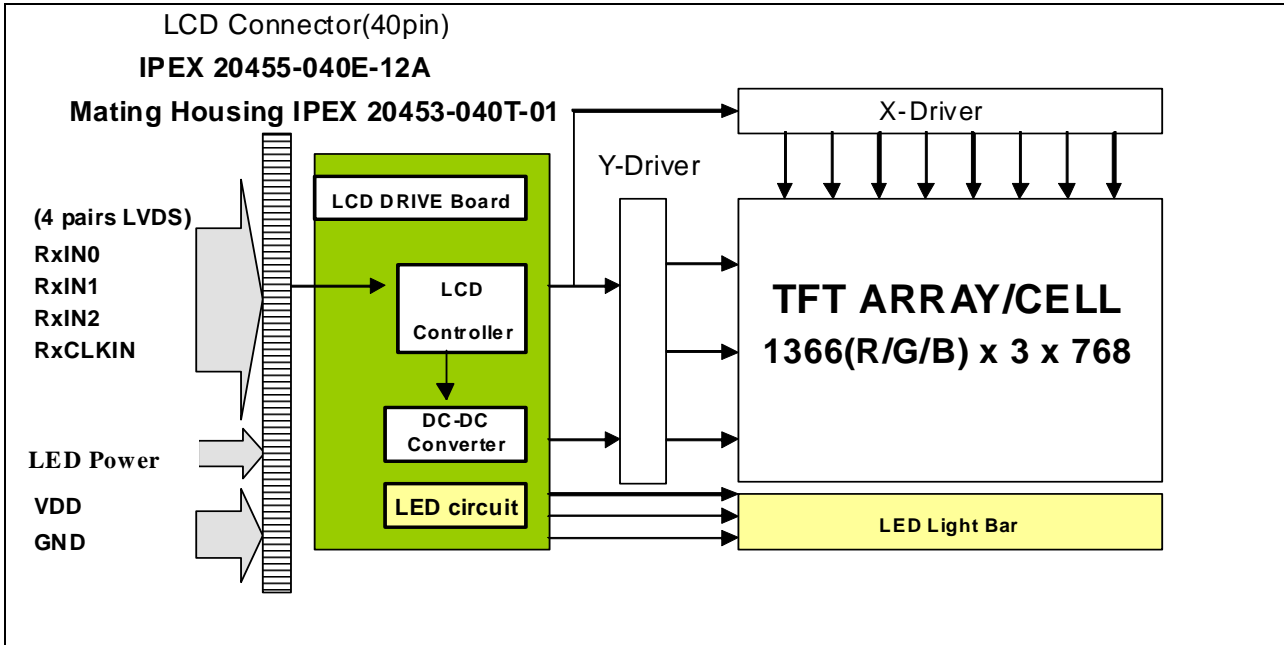 LCD Connector(40pin)
IPEX 20455-040E-12A
Mating Housing IPEX 20453-040T-01
X-Driver
Y-Driver
LCD DRIVE Board
(4 pairs LVDS)
RxIN0
RxIN1
RxIN2
RxCLKIN
LCD
Controller
TFT ARRAY/CELL
1366(R/G/B) x 3 x 768
DC-DC
Converter
LED Power
VDD
GND
LED circuit
LED Light Bar